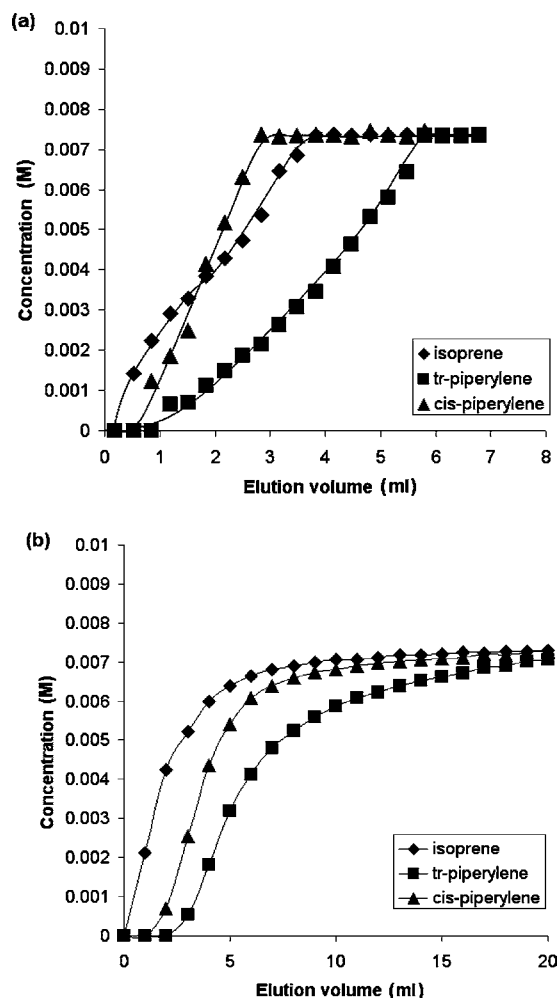 (a)
0.01
0.009
0.008
0.007
0.006
0.005
0.004
0.003
0.002
0.001
0
Concentration (M)
isoprene
tr-piperylene
cis-piperylene
0 1 2 3 4 5 6 7 8
Elution volume (ml)
(b)
0.01
0.009
0.008
0.007
0.006
0.005
0.004
0.003
0.002
0.001
0
Concentration (M)
isoprene
tr-piperylene
cis-piperylene
0 5 10 15 20
Elution volume (ml)